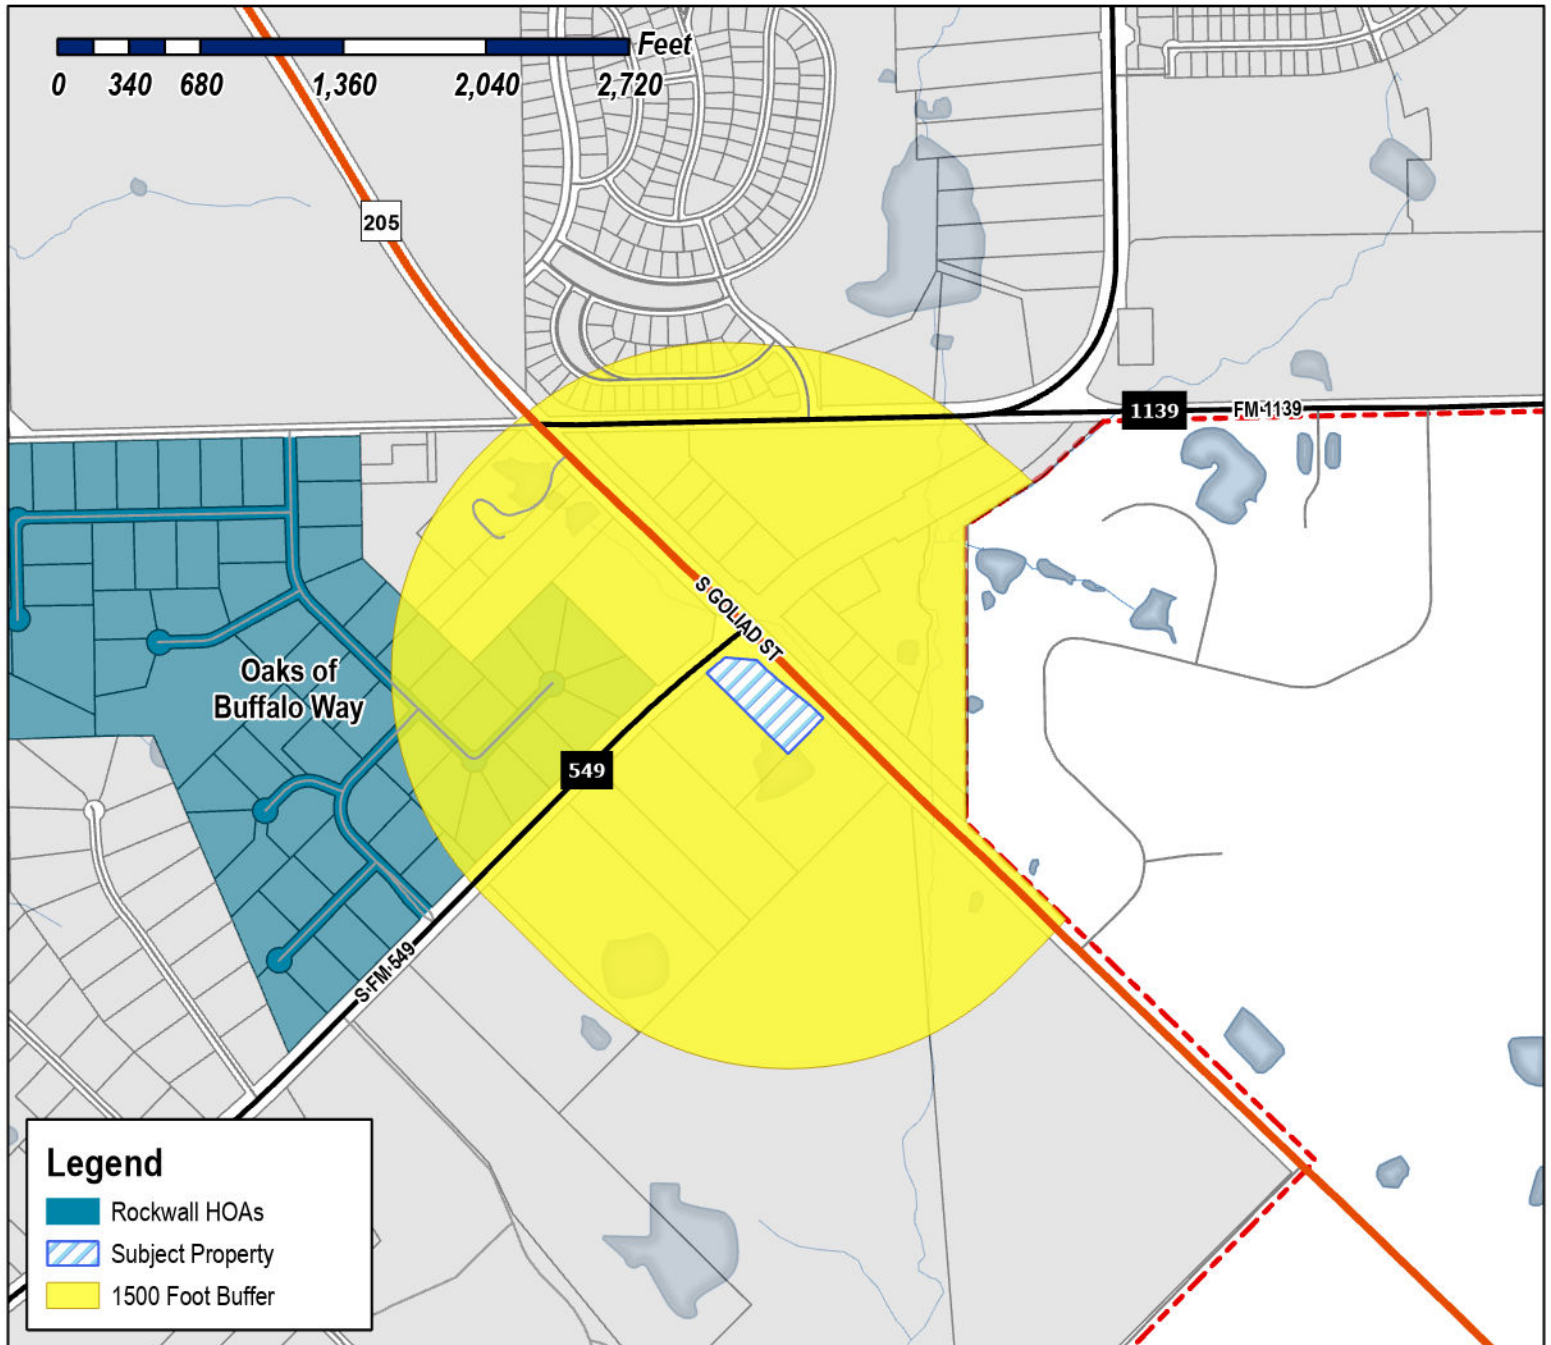 Feet
0 340 680 1,360 2,040 2,720
205
1139
FM 1139
S GOLIAD ST
Oaks of
Buffalo Way
549
S FM 549
Legend
Rockwall HOAs
Subject Property
1500 Foot Buffer